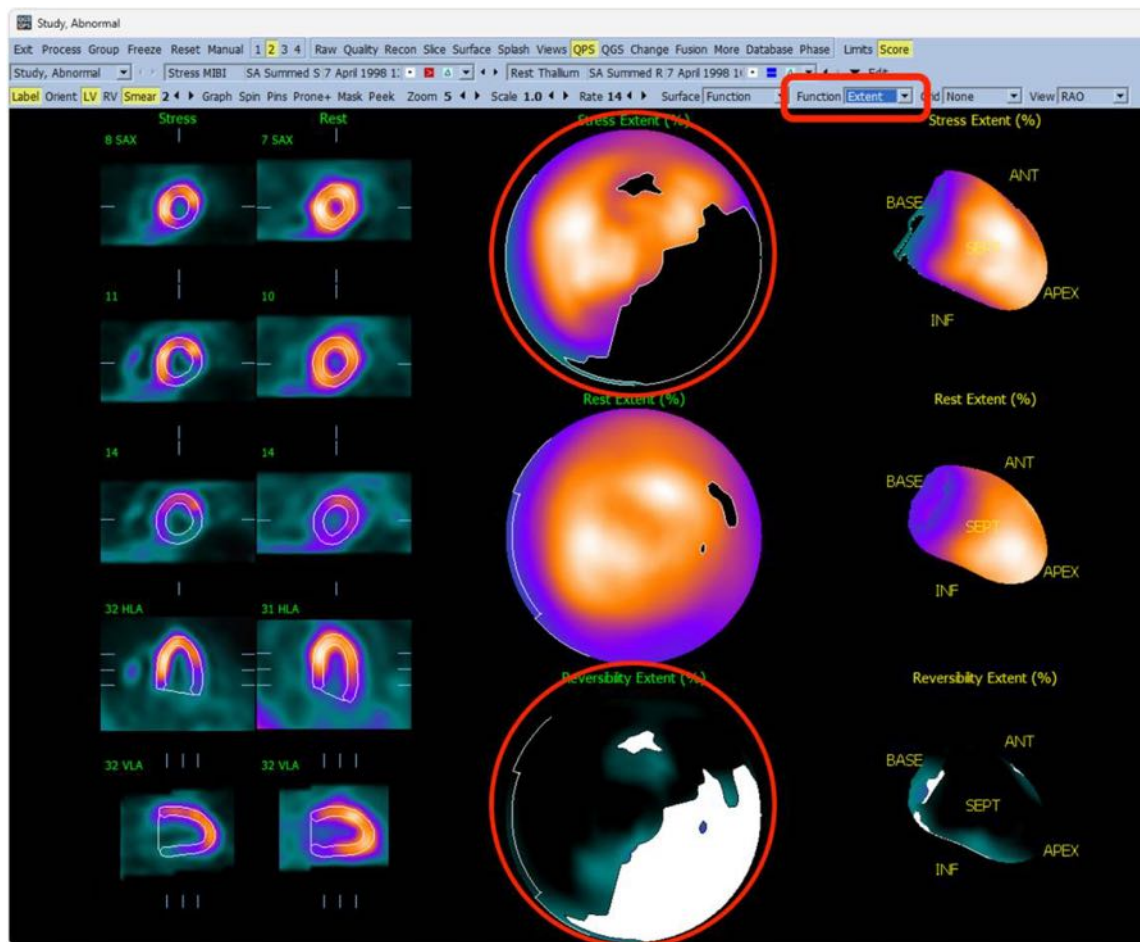 Study, Abnormal
Exit Process Group Freeze Reset Manual 1 2 3 4 Raw Quality Recon Slice Surface Splash Views QPS QGS Change Fusion More Database Phase Limits Score
Study, Abnormal Stress MIBI SA Summed S 7 April 1998 1 Rest Thallium SA Summed R 7 April 1998 1 Edit
Label Orient LV RV Smear 2 Graph Spin Pins Prone+ Mask Peek Zoom 5 Scale 1.0 Rate 14 Surface Function Function Extent None View RAO
Stress Rest Stress Extent (%) Stress Extent (%)
8 SAX 7 SAX
ANT
BASE
SEPT
APEX
INF
11 10
Rest Extent (%) Rest Extent (%)
14 14
ANT
BASE
SEPT
APEX
INF
32 HLA 31 HLA
Reversibility Extent (%) Reversibility Extent (%)
ANT
BASE
32 VLA 32 VLA
SEPT
APEX
INF